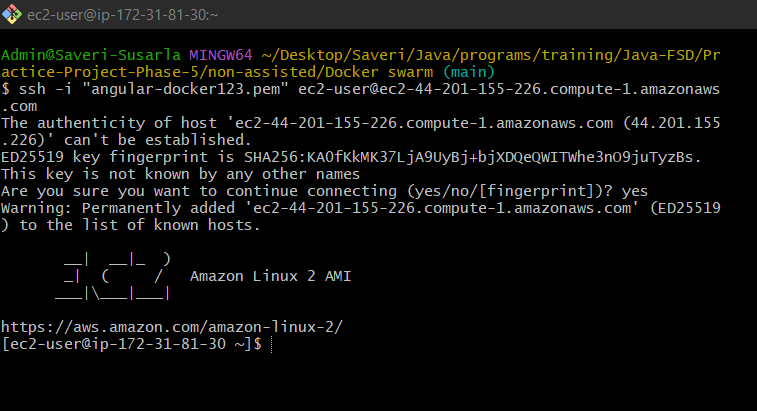 ec2-user@ip-172-31-81-30:~
Admin@Saveri-Susarla MINGW64 ~/Desktop/Saveri/Java/programs/training/Java-FSD/Pr
actice-Project-Phase-5/non-assisted/Docker swarm (main)
$ ssh -i "angular-docker123.pem" ec2-user@ec2-44-201-155-226.compute-1.amazonaws
.com
The authenticity of host 'ec2-44-201-155-226.compute-1.amazonaws.com (44.201.155
.226)' can't be established.
ED25519 key fingerprint is SHA256:KA0fKkMK37LjA9UyBj+bjXDQeQWITWhe3nO9juTyzBs.
This key is not known by any other names
Are you sure you want to continue connecting (yes/no/[fingerprint])? yes
Warning: Permanently added 'ec2-44-201-155-226.compute-1.amazonaws.com' (ED25519
) to the list of known hosts.
       __|  __|_  )
       _|  (     /   Amazon Linux 2 AMI
      ___|\___|___|
https://aws.amazon.com/amazon-linux-2/
[ec2-user@ip-172-31-81-30 ~]$